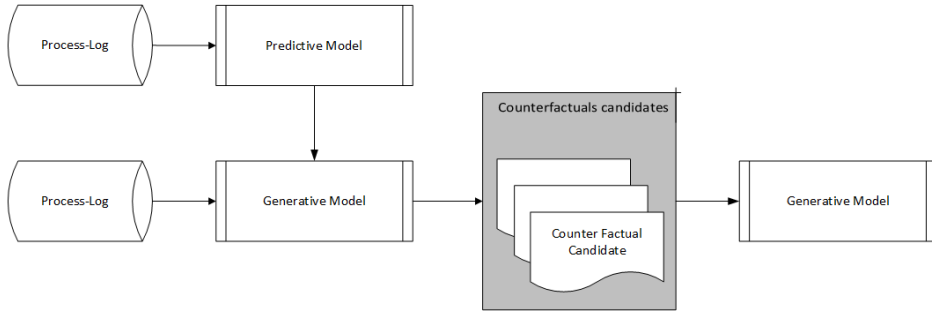 Process-Log
Predictive Model
Counterfactuals candidates
Process-Log
Generative Model
Generative Model
Counter Factual
Candidate